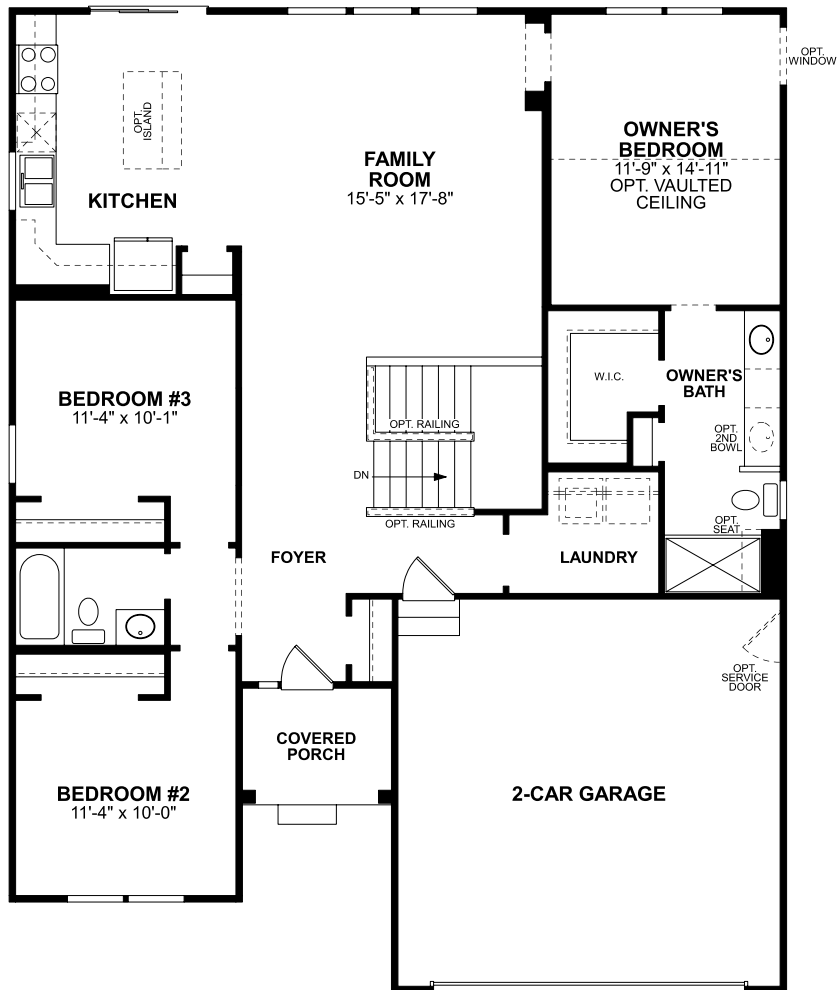 OPT.
WINDOW
OPT.
ISLAND
OWNER'S
BEDROOM
11'-9" x 14'-11"
OPT. VAULTED
CEILING
FAMILY
ROOM
15'-5" x 17'-8"
KITCHEN
BEDROOM #3
11'-4" x 10'-1"
W.I.C.
OWNER'S
BATH
OPT. RAILING
OPT.
2ND
BOWL
DN
OPT. RAILING
OPT.
SEAT
FOYER
LAUNDRY
OPT.
SERVICE
DOOR
COVERED
PORCH
BEDROOM #2
11'-4" x 10'-0"
2-CAR GARAGE